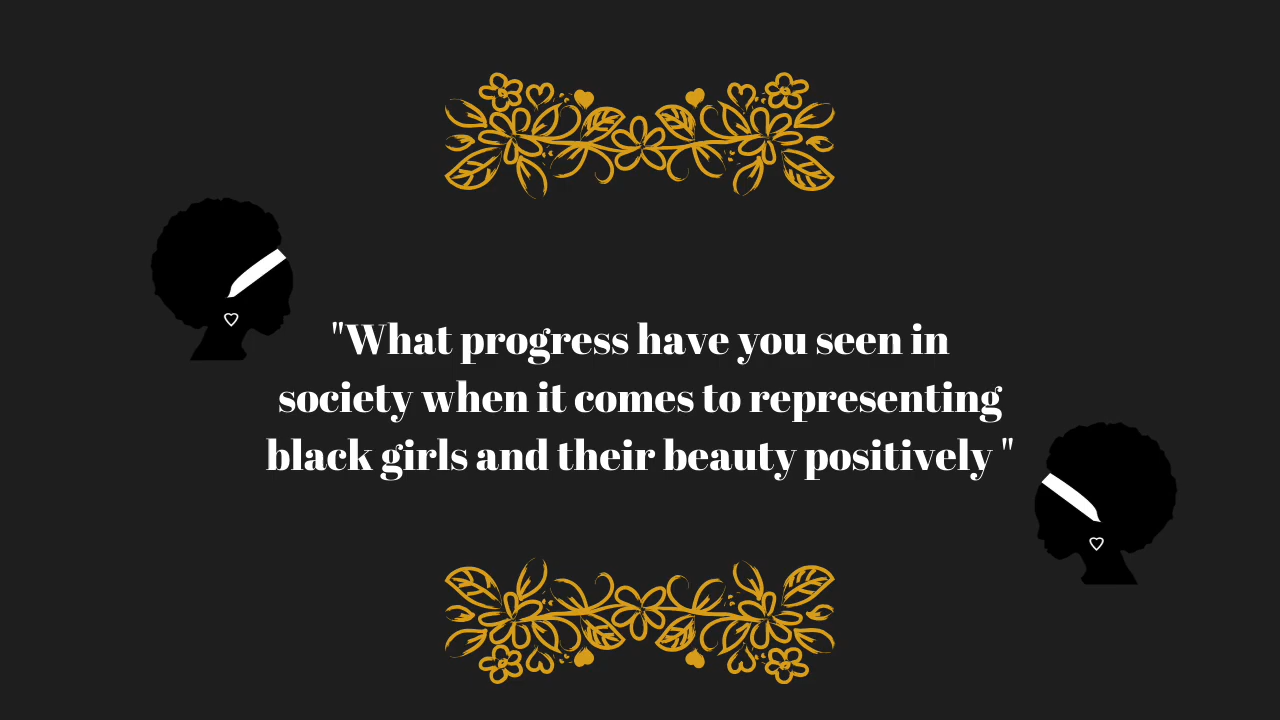 "What progress have you seen in
society when it comes to representing
black girls and their beauty positively "